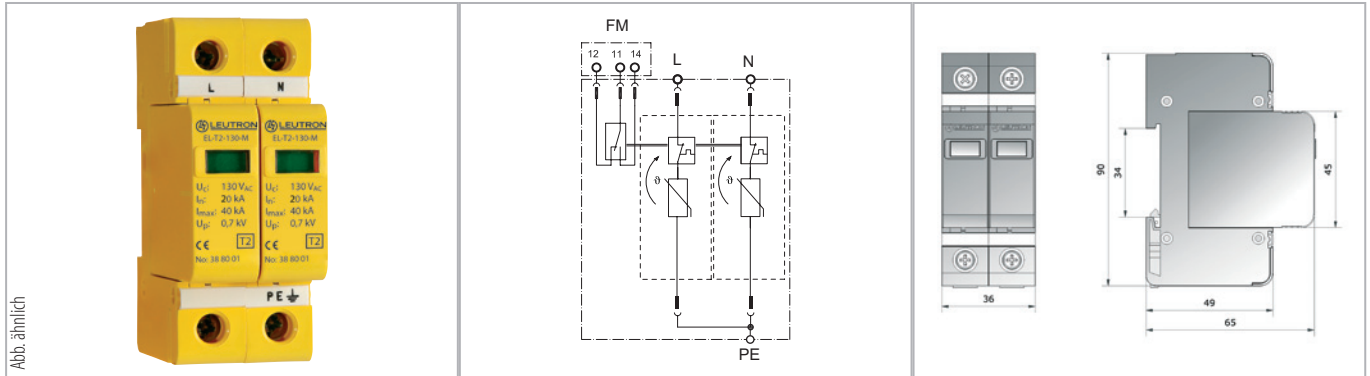 Abb. ähnlich
L N
LEUTRON LEUTRON
EL-T2-130-M EL-T2-130-M
Uc: 130 VAC Uc: 130 VAC
In: 20 kA In: 20 kA
Imax: 40 kA Imax: 40 kA
Up: 0,7 kV Up: 0,7 kV
CE T2 CE T2
No: 38 80 01 No: 38 80 01
PE
FM
12 11 14
L N
ϑ ϑ
PE
36
90
34
45
49
65